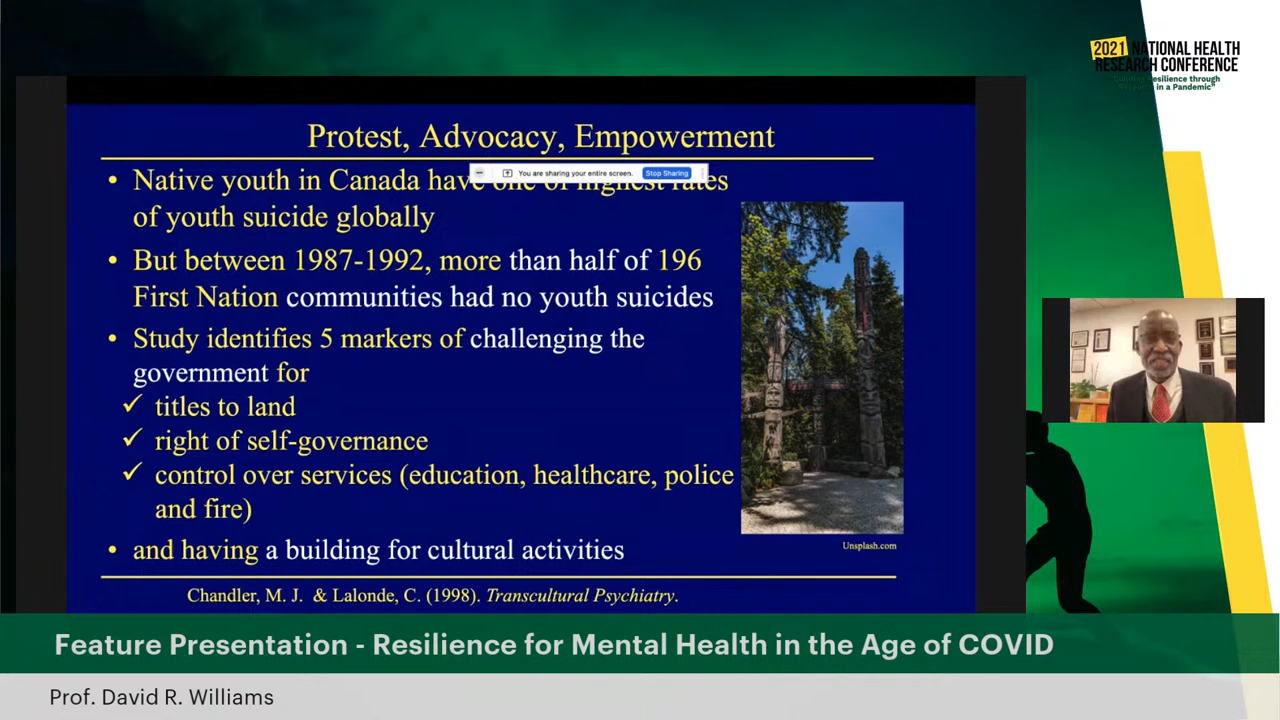 2021 NATIONAL HEALTH
RESEARCH CONFERENCE
esilience through
in a Pandemic"
Protest, Advocacy, Empowerment
You are sharing your entire screen. Stop Sharing
• Native youth in Canada have one of highest rates
of youth suicide globally
• But between 1987-1992, more than half of 196
First Nation communities had no youth suicides
• Study identifies 5 markers of challenging the
government for
✓ titles to land
✓ right of self-governance
✓ control over services (education, healthcare, police
and fire)
• and having a building for cultural activities
Unsplash.com
Chandler, M. J. & Lalonde, C. (1998). Transcultural Psychiatry.
Feature Presentation - Resilience for Mental Health in the Age of COVID
Prof. David R. Williams